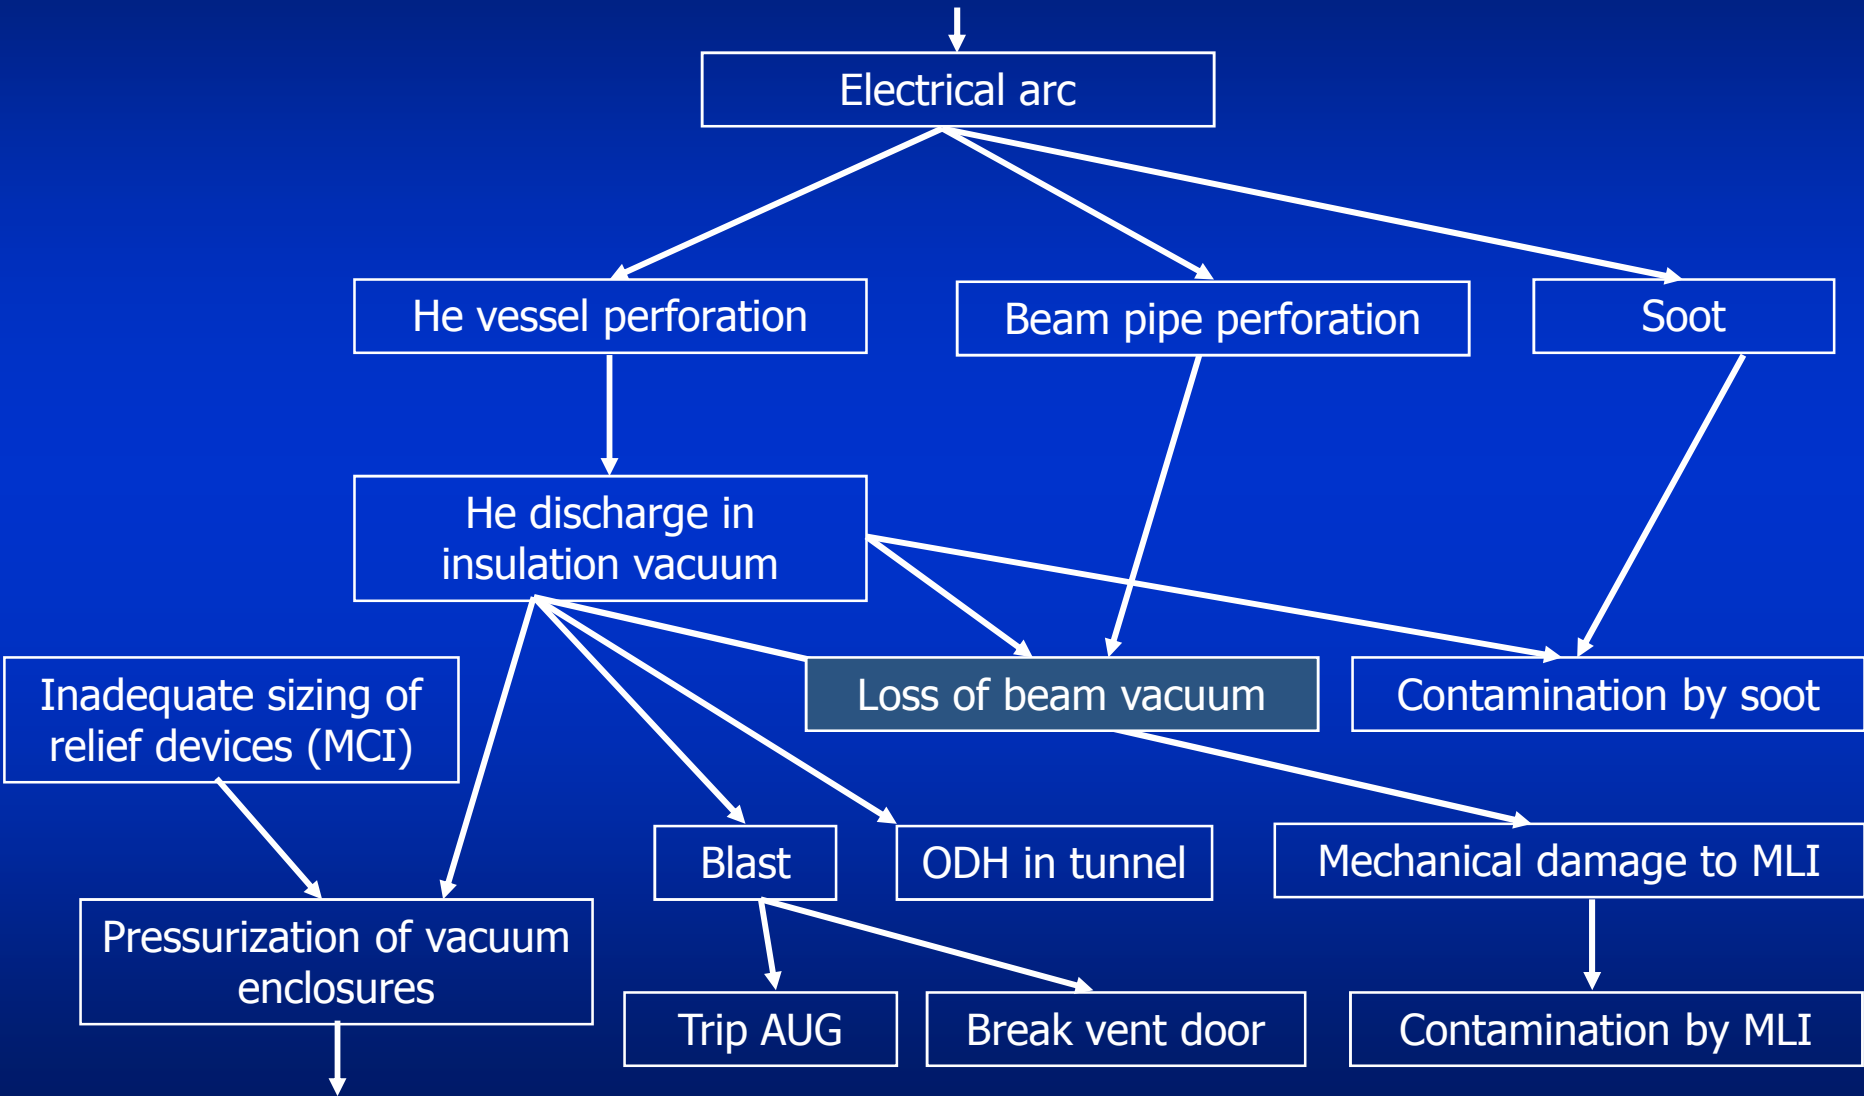 Electrical arc
He vessel perforation
Beam pipe perforation
Soot
He discharge in
insulation vacuum
Inadequate sizing of
relief devices (MCI)
Loss of beam vacuum
Contamination by soot
Blast
ODH in tunnel
Mechanical damage to MLI
Pressurization of vacuum
enclosures
Trip AUG
Break vent door
Contamination by MLI